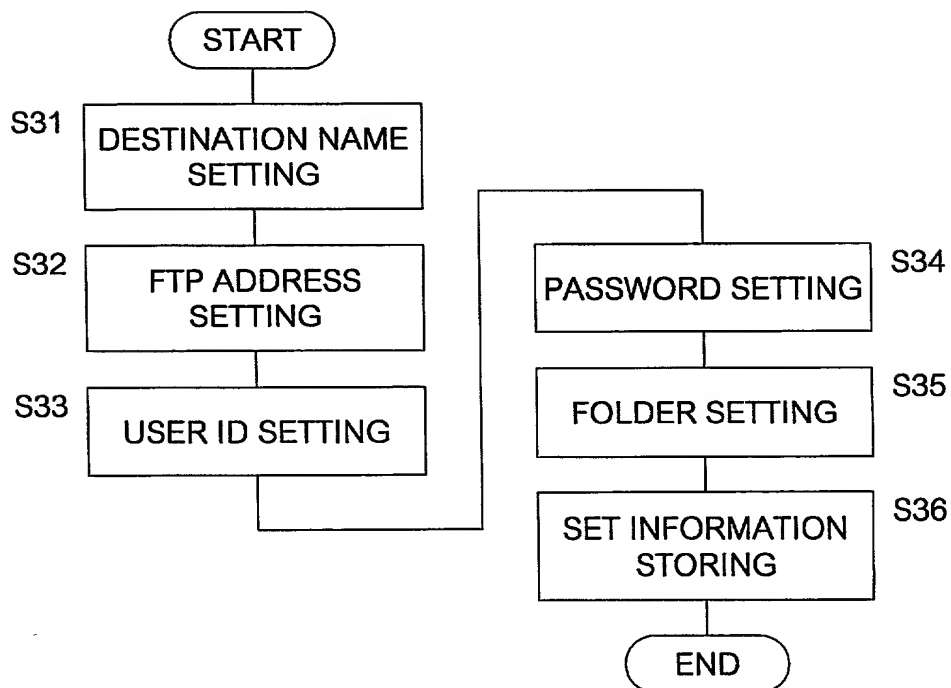 START
S31
DESTINATION NAME
SETTING
S32
FTP ADDRESS
SETTING
S33
USER ID SETTING
S34
PASSWORD SETTING
S35
FOLDER SETTING
S36
SET INFORMATION
STORING
END